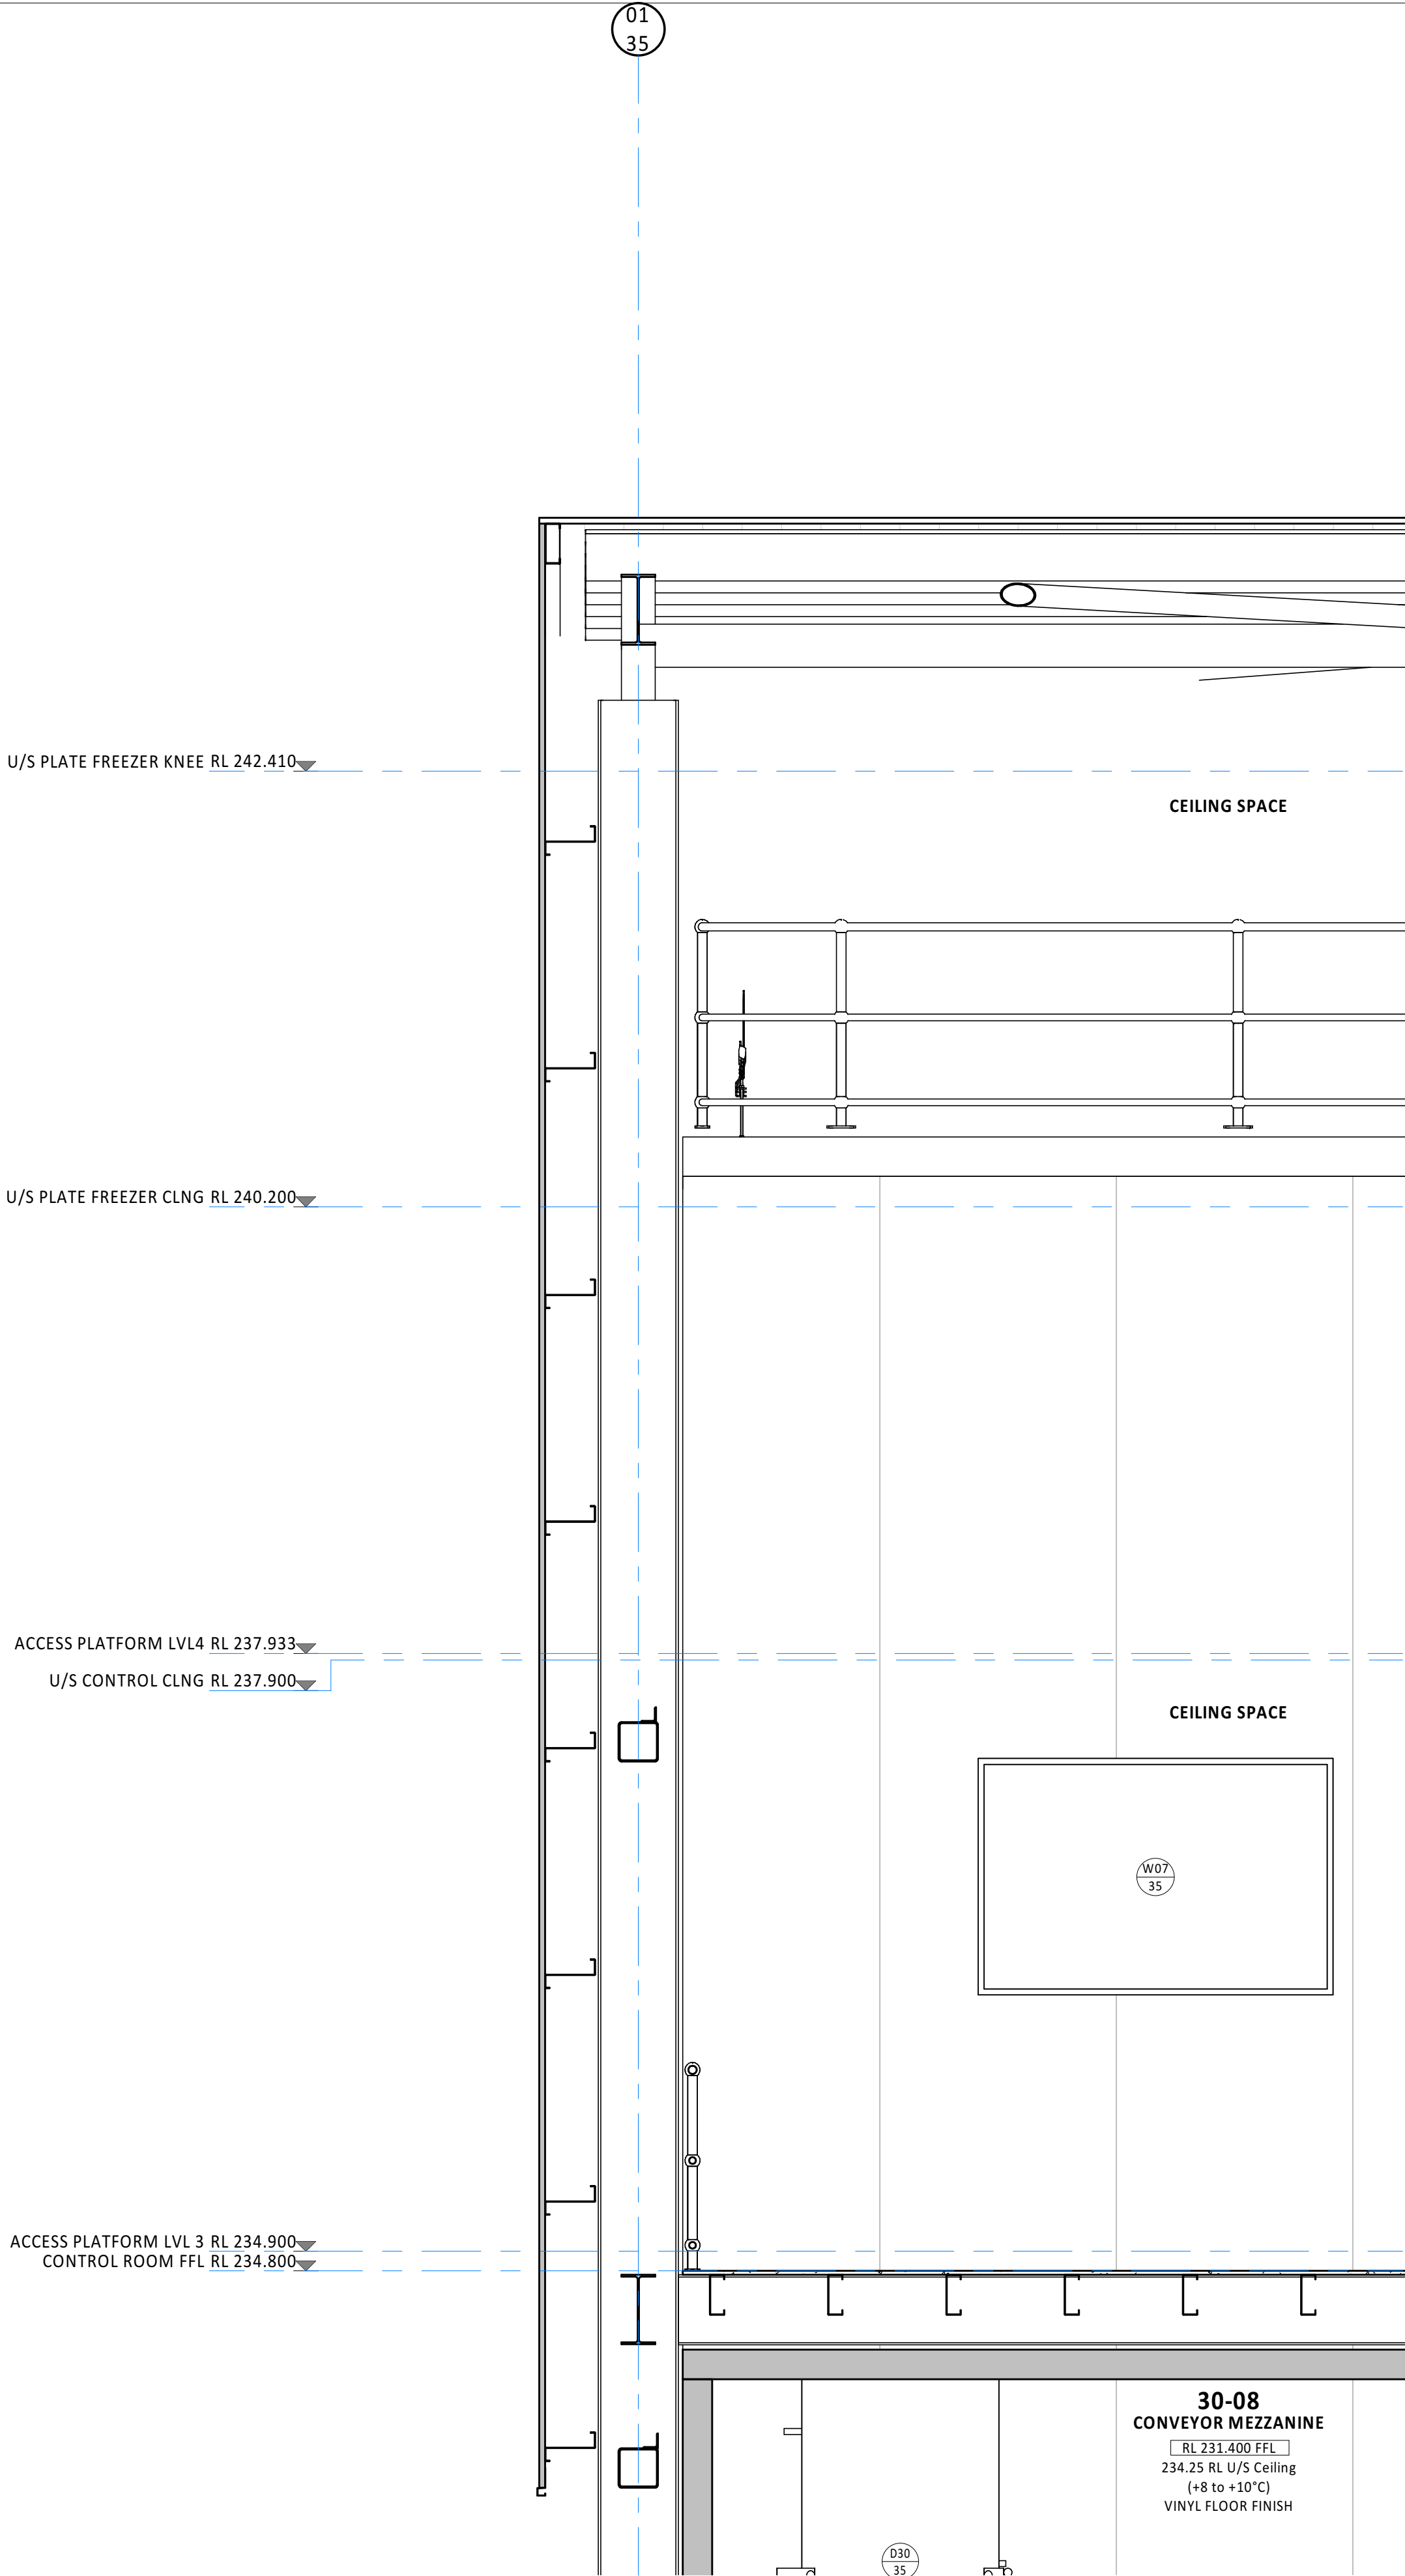 01
35
U/S PLATE FREEZER KNEE RL 242.410
CEILING SPACE
U/S PLATE FREEZER CLNG RL 240.200
ACCESS PLATFORM LVL4 RL 237.933
U/S CONTROL CLNG RL 237.900
CEILING SPACE
W07
35
ACCESS PLATFORM LVL 3 RL 234.900
CONTROL ROOM FFL RL 234.800
30-08
CONVEYOR MEZZANINE
RL 231.400 FFL
234.25 RL U/S Ceiling
(+8 to +10°C)
VINYL FLOOR FINISH
D30
35